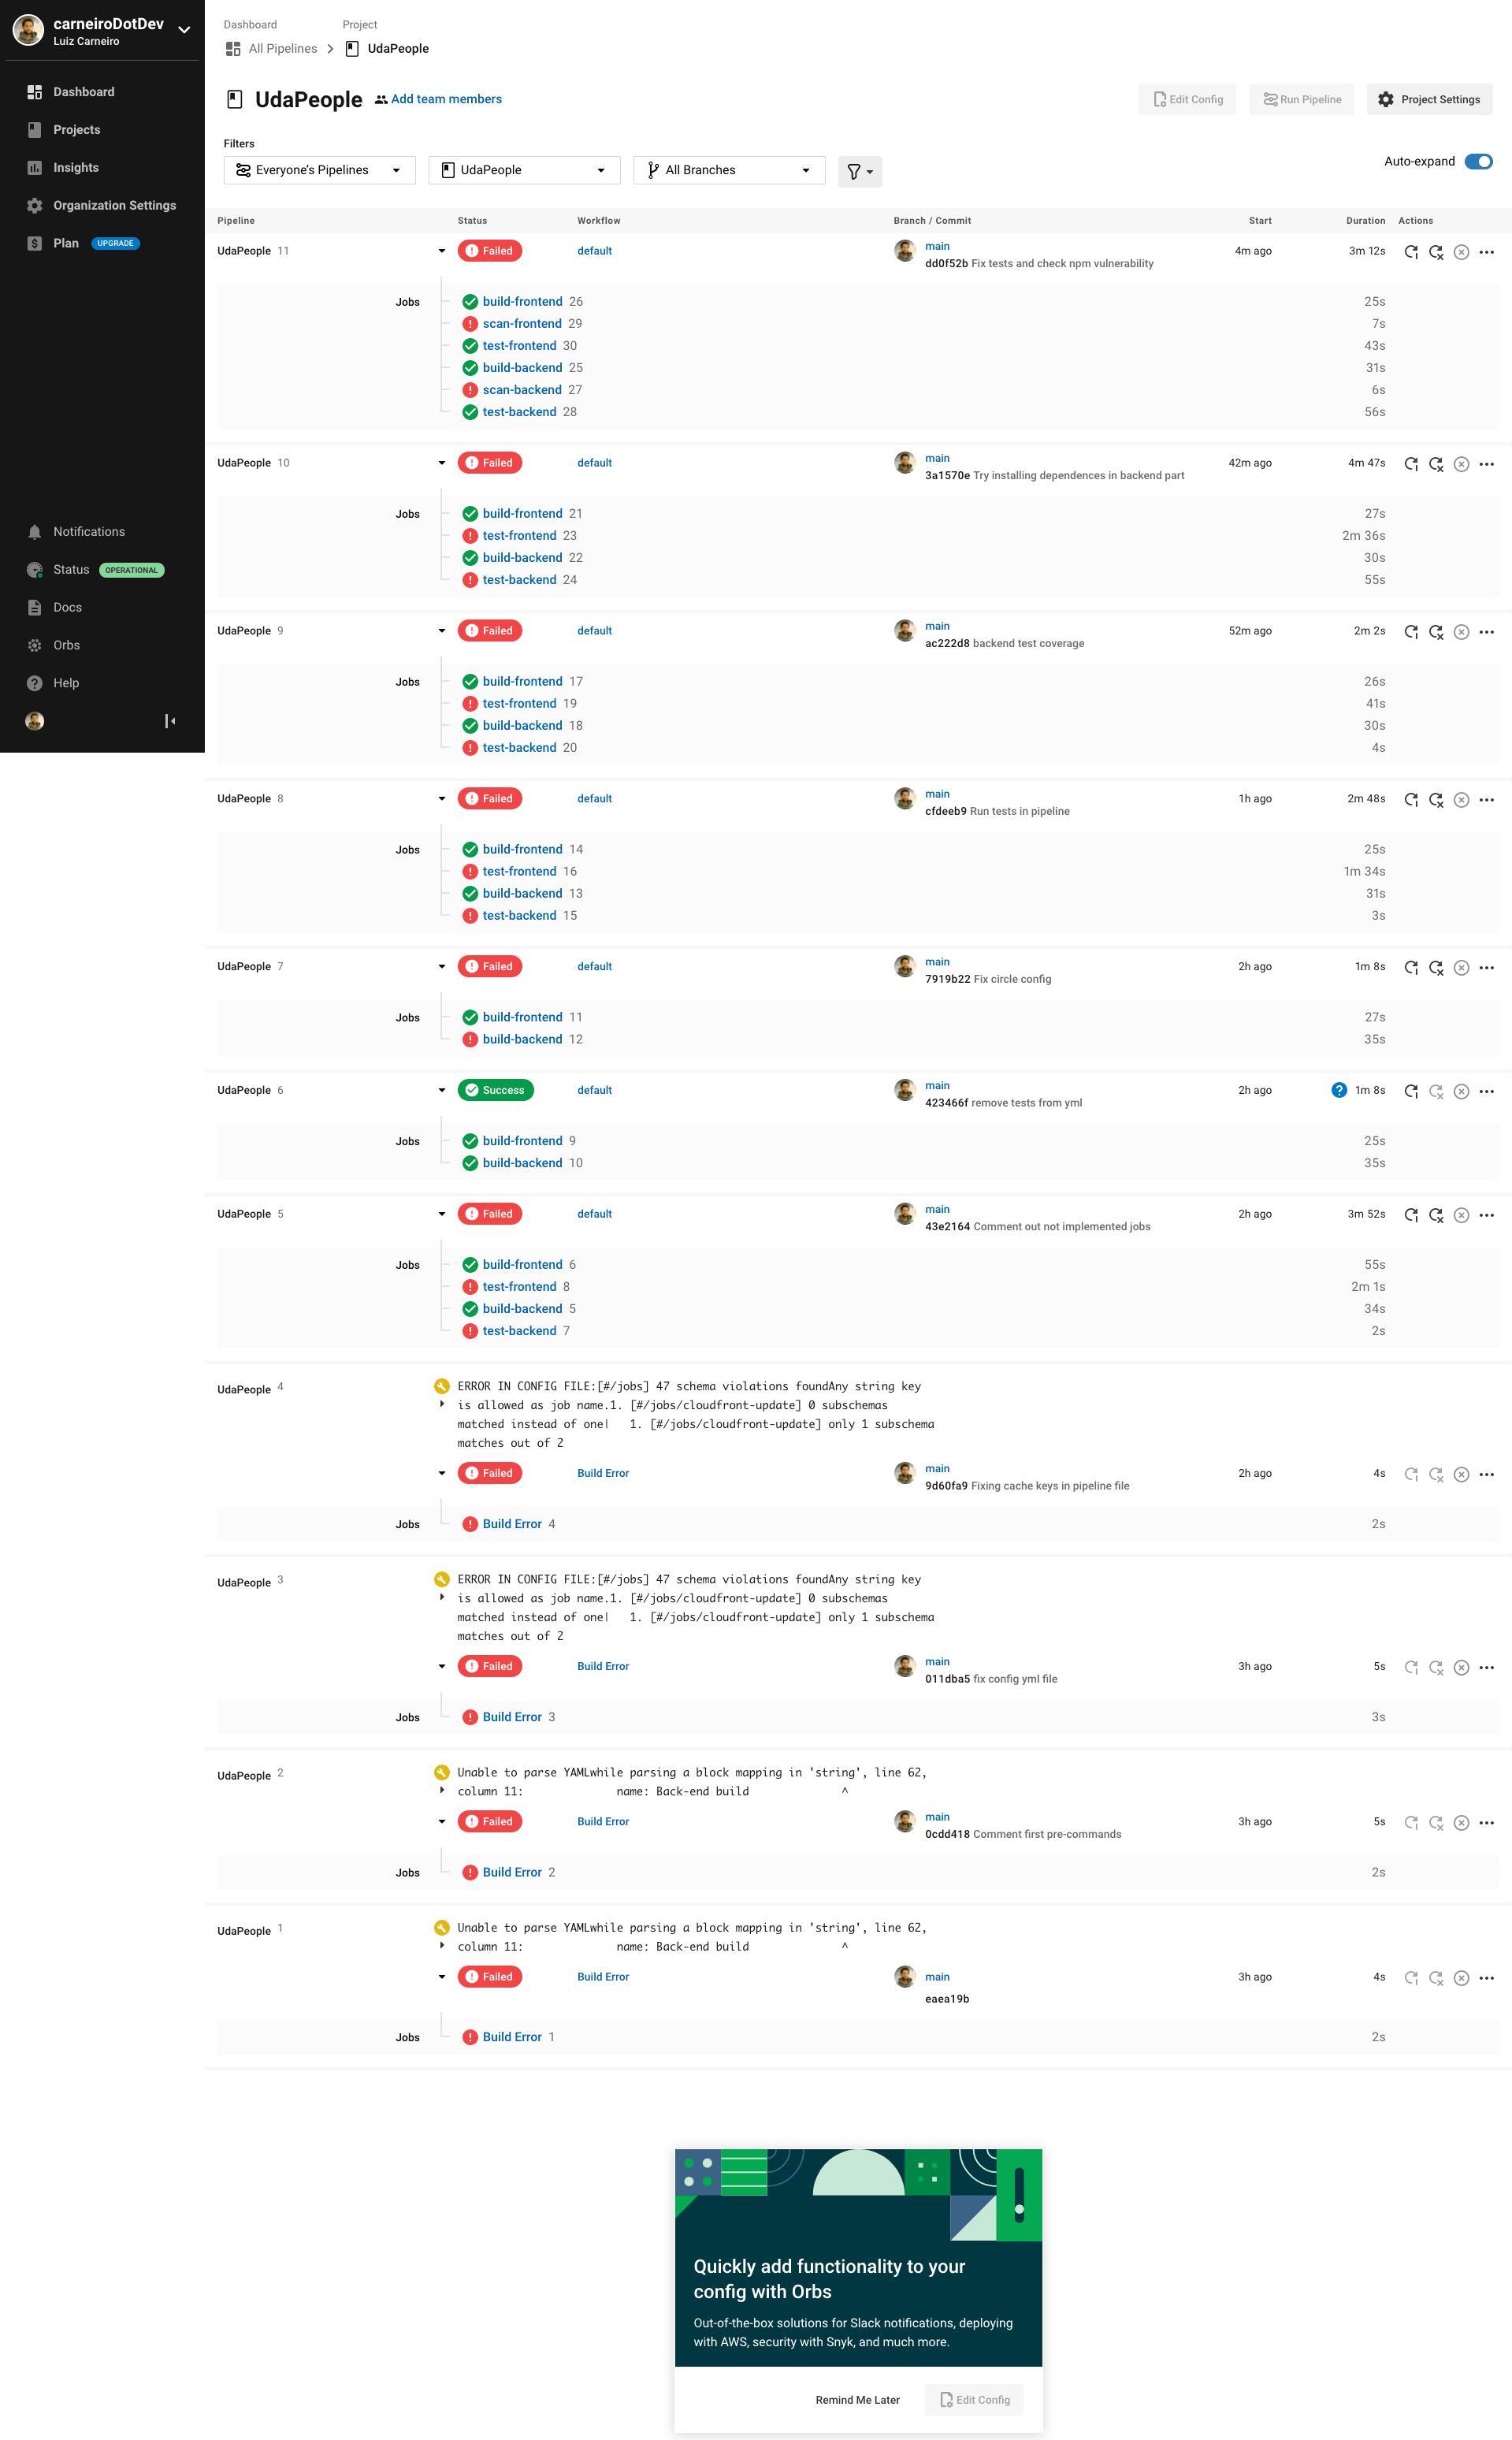 carneiroDotDev
Luiz Carneiro
Dashboard
Projects
Insights
Organization Settings
Plan UPGRADE
Notifications
Status OPERATIONAL
Docs
Orbs
Help
Dashboard Project
All Pipelines UdaPeople
UdaPeople Add team members
Edit Config Run Pipeline Project Settings
Filters
Everyone's Pipelines UdaPeople All Branches
Auto-expand
Pipeline Status Workflow Branch / Commit Start Duration Actions
UdaPeople 11 Failed default main 4m ago 3m 12s
dd0f52b Fix tests and check npm vulnerability
Jobs build-frontend 26 25s
scan-frontend 29 7s
test-frontend 30 43s
build-backend 25 31s
scan-backend 27 6s
test-backend 28 56s
UdaPeople 10 Failed default main 42m ago 4m 47s
3a1570e Try installing dependences in backend part
Jobs build-frontend 21 27s
test-frontend 23 2m 36s
build-backend 22 30s
test-backend 24 55s
UdaPeople 9 Failed default main 52m ago 2m 2s
ac222d8 backend test coverage
Jobs build-frontend 17 26s
test-frontend 19 41s
build-backend 18 30s
test-backend 20 4s
UdaPeople 8 Failed default main 1h ago 2m 48s
cfdeeb9 Run tests in pipeline
Jobs build-frontend 14 25s
test-frontend 16 1m 34s
build-backend 13 31s
test-backend 15 3s
UdaPeople 7 Failed default main 2h ago 1m 8s
7919b22 Fix circle config
Jobs build-frontend 11 27s
build-backend 12 35s
UdaPeople 6 Success default main 2h ago 1m 8s
423466f remove tests from yml
Jobs build-frontend 9 25s
build-backend 10 35s
UdaPeople 5 Failed default main 2h ago 3m 52s
43e2164 Comment out not implemented jobs
Jobs build-frontend 6 55s
test-frontend 8 2m 1s
build-backend 5 34s
test-backend 7 2s
UdaPeople 4 ERROR IN CONFIG FILE:[#/jobs] 47 schema violations foundAny string key
is allowed as job name.1. [#/jobs/cloudfront-update] 0 subschemas
matched instead of one|   1. [#/jobs/cloudfront-update] only 1 subschema
matches out of 2
Failed Build Error main 2h ago 4s
9d60fa9 Fixing cache keys in pipeline file
Jobs Build Error 4 2s
UdaPeople 3 ERROR IN CONFIG FILE:[#/jobs] 47 schema violations foundAny string key
is allowed as job name.1. [#/jobs/cloudfront-update] 0 subschemas
matched instead of one|   1. [#/jobs/cloudfront-update] only 1 subschema
matches out of 2
Failed Build Error main 3h ago 5s
011dba5 fix config yml file
Jobs Build Error 3 3s
UdaPeople 2 Unable to parse YAMLwhile parsing a block mapping in 'string', line 62,
column 11:              name: Back-end build              ^
Failed Build Error main 3h ago 5s
0cdd418 Comment first pre-commands
Jobs Build Error 2 2s
UdaPeople 1 Unable to parse YAMLwhile parsing a block mapping in 'string', line 62,
column 11:              name: Back-end build              ^
Failed Build Error main 3h ago 4s
eaea19b
Jobs Build Error 1 2s
Quickly add functionality to your
config with Orbs
Out-of-the-box solutions for Slack notifications, deploying
with AWS, security with Snyk, and much more.
Remind Me Later Edit Config